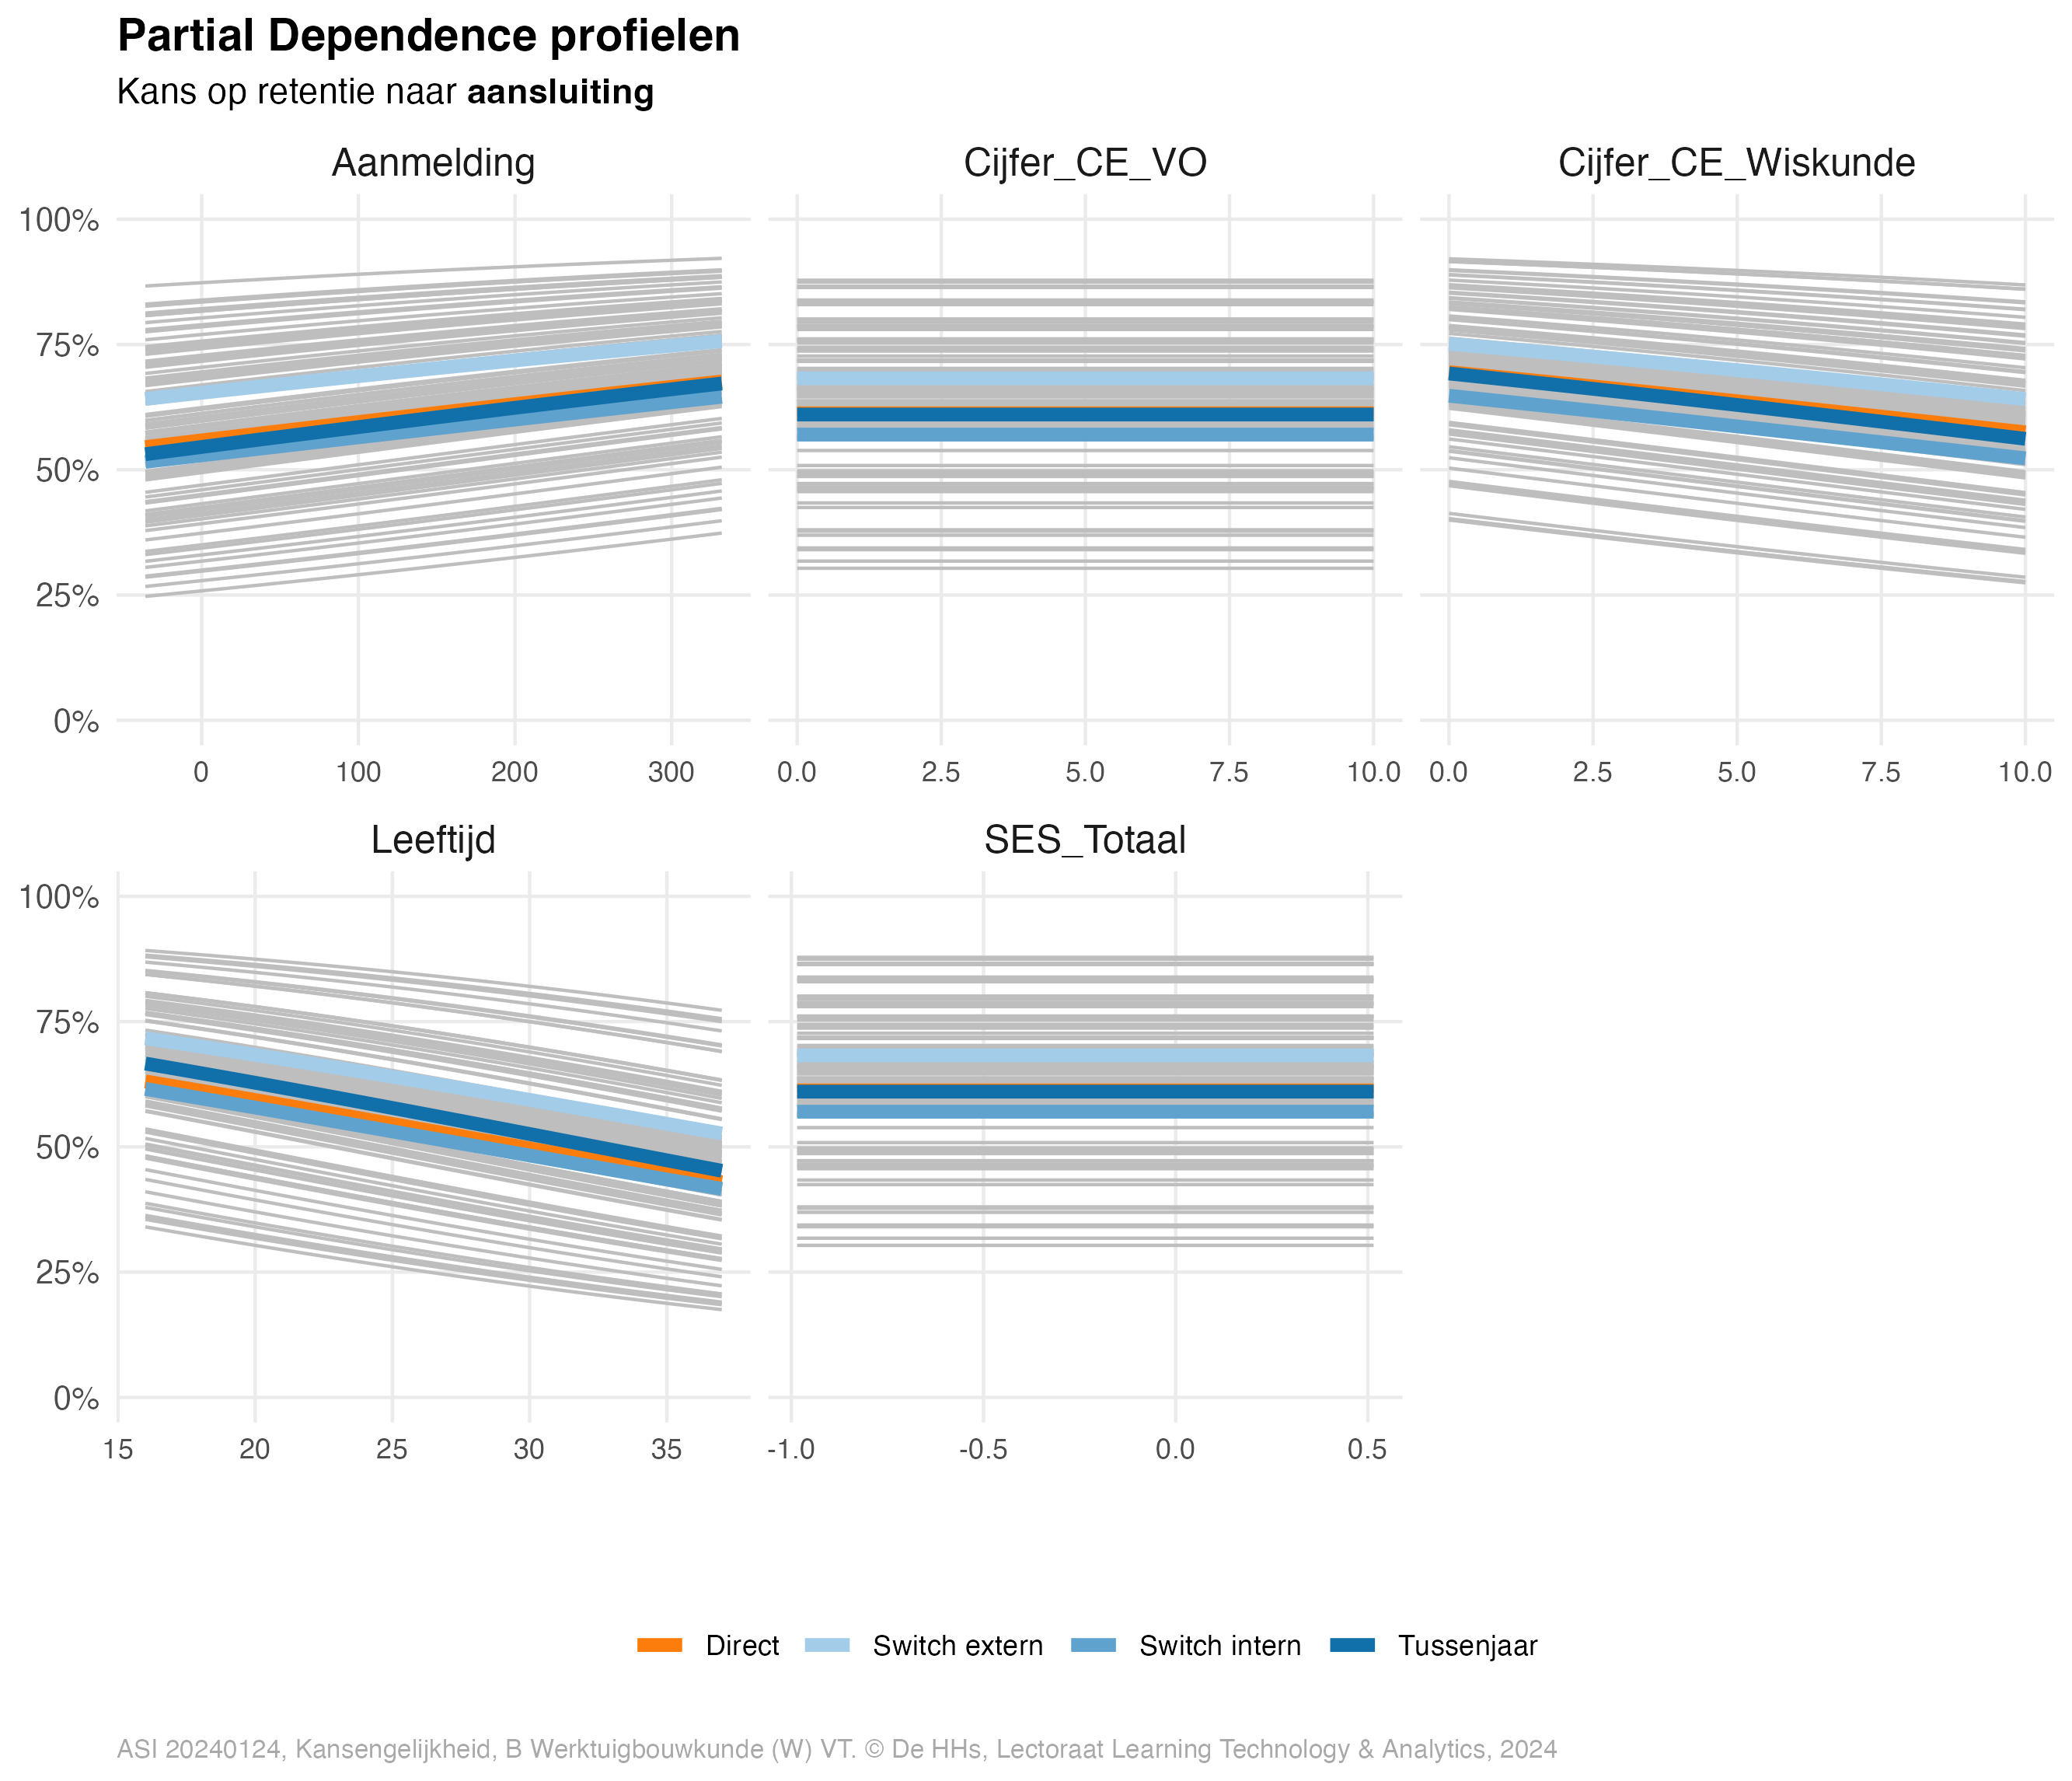 Partial Dependence profielen
Kans op retentie naar aansluiting
Aanmelding
Cijfer_CE_VO
Cijfer_CE_Wiskunde
100%
75%
50%
25%
0%
0 100 200 300
0.0 2.5 5.0 7.5 10.0
0.0 2.5 5.0 7.5 10.0
Leeftijd
SES_Totaal
100%
75%
50%
25%
0%
15 20 25 30 35
-1.0 -0.5 0.0 0.5
Direct Switch extern Switch intern Tussenjaar
ASI 20240124, Kansengelijkheid, B Werktuigbouwkunde (W) VT. © De HHs, Lectoraat Learning Technology & Analytics, 2024